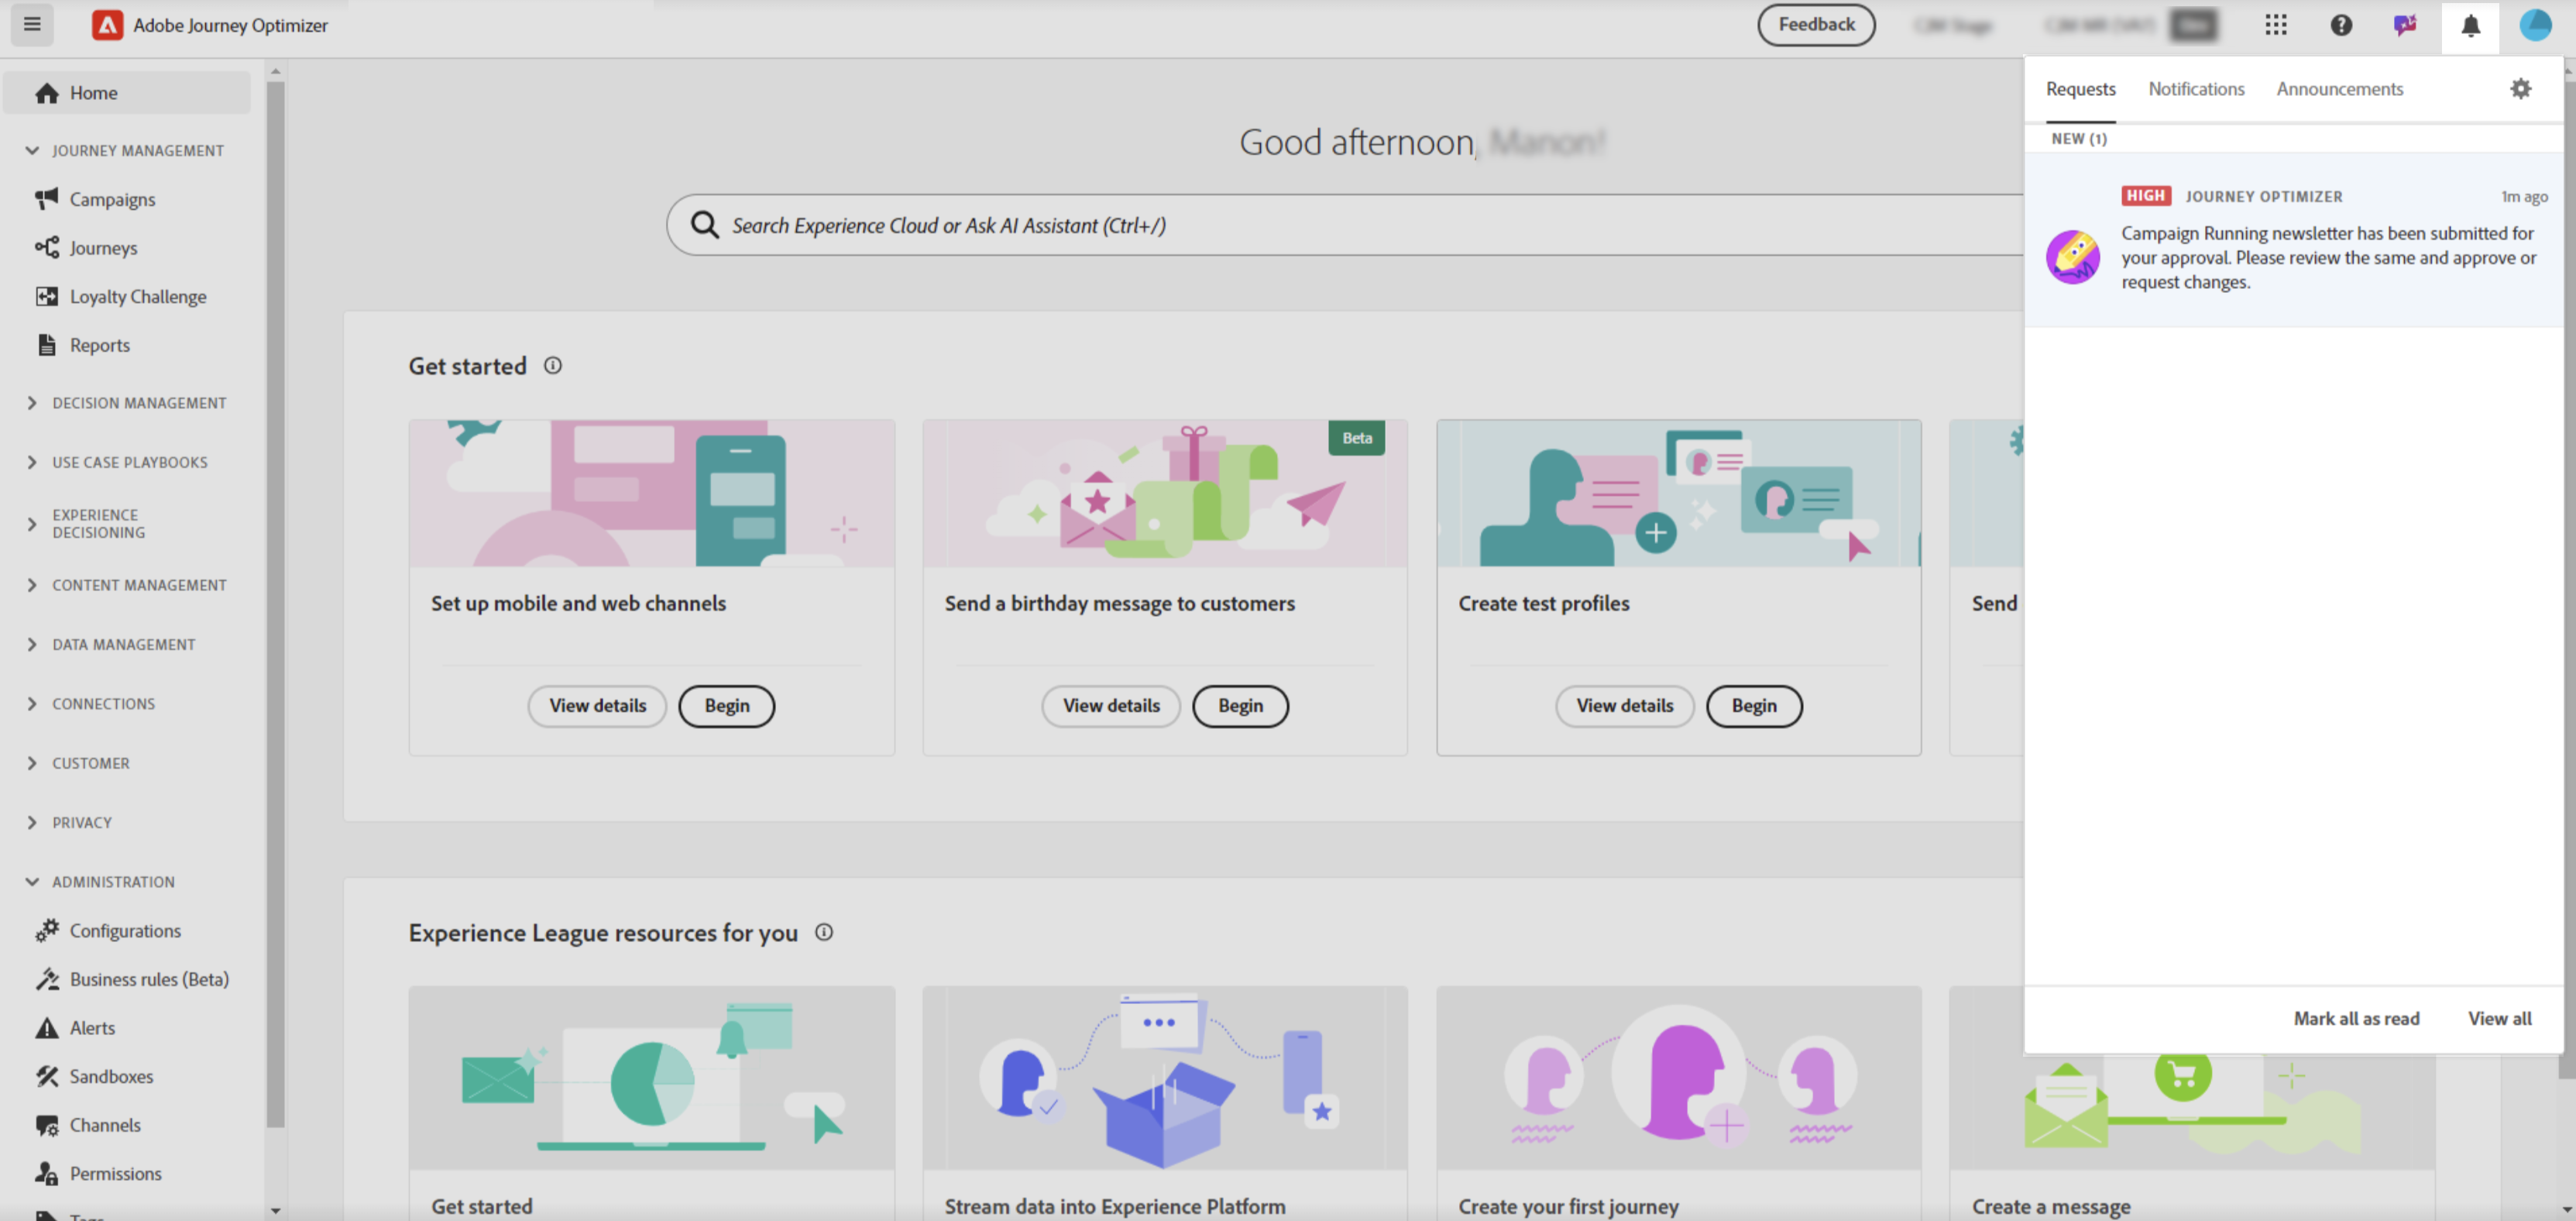 Adobe Journey Optimizer
Feedback
Home
JOURNEY MANAGEMENT
Campaigns
Journeys
Loyalty Challenge
Reports
DECISION MANAGEMENT
USE CASE PLAYBOOKS
EXPERIENCE
DECISIONING
CONTENT MANAGEMENT
DATA MANAGEMENT
CONNECTIONS
CUSTOMER
PRIVACY
ADMINISTRATION
Configurations
Business rules (Beta)
Alerts
Sandboxes
Channels
Permissions
Good afternoon, Manon!
Search Experience Cloud or Ask AI Assistant (Ctrl+/)
Get started
Set up mobile and web channels
View details
Begin
Beta
Send a birthday message to customers
View details
Begin
Create test profiles
View details
Begin
Send
Experience League resources for you
Get started
Stream data into Experience Platform
Create your first journey
Create a message
Requests Notifications Announcements
NEW (1)
HIGH JOURNEY OPTIMIZER 1m ago
Campaign Running newsletter has been submitted for
your approval. Please review the same and approve or
request changes.
Mark all as read View all